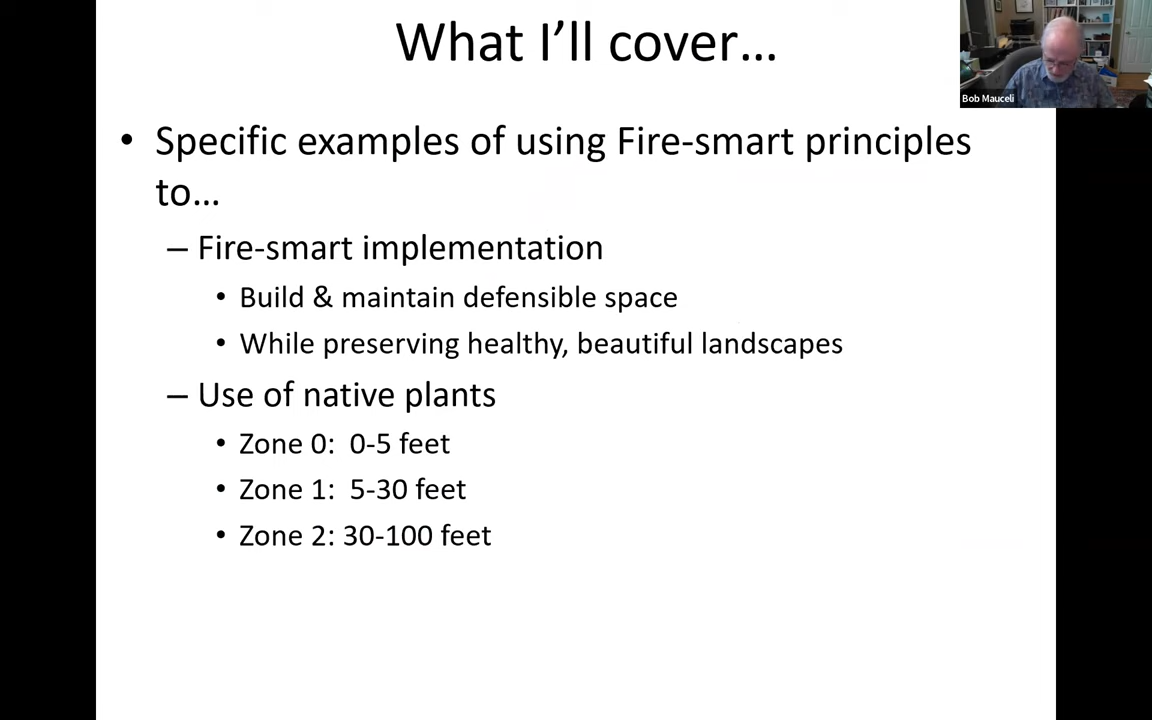 What I'll cover…
Bob Mauceli
• Specific examples of using Fire-smart principles
to…
– Fire-smart implementation
• Build & maintain defensible space
• While preserving healthy, beautiful landscapes
– Use of native plants
• Zone 0:  0-5 feet
• Zone 1:  5-30 feet
• Zone 2: 30-100 feet